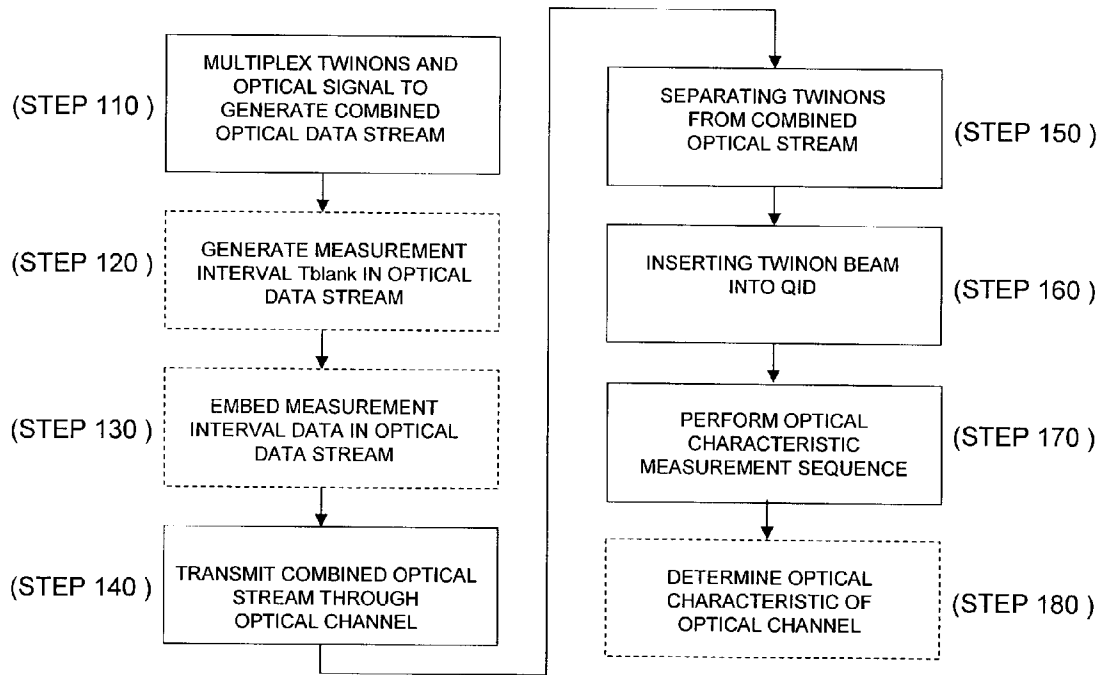 (STEP 110 )
MULTIPLEX TWINONS AND
OPTICAL SIGNAL TO
GENERATE COMBINED
OPTICAL DATA STREAM
(STEP 120 )
GENERATE MEASUREMENT
INTERVAL Tblank IN OPTICAL
DATA STREAM
(STEP 130 )
EMBED MEASUREMENT
INTERVAL DATA IN OPTICAL
DATA STREAM
(STEP 140 )
TRANSMIT COMBINED OPTICAL
STREAM THROUGH
OPTICAL CHANNEL
SEPARATING TWINONS
FROM COMBINED
OPTICAL STREAM
(STEP 150 )
INSERTING TWINON BEAM
INTO QID
(STEP 160 )
PERFORM OPTICAL
CHARACTERISTIC
MEASUREMENT SEQUENCE
(STEP 170 )
DETERMINE OPTICAL
CHARACTERISTIC OF
OPTICAL CHANNEL
(STEP 180 )